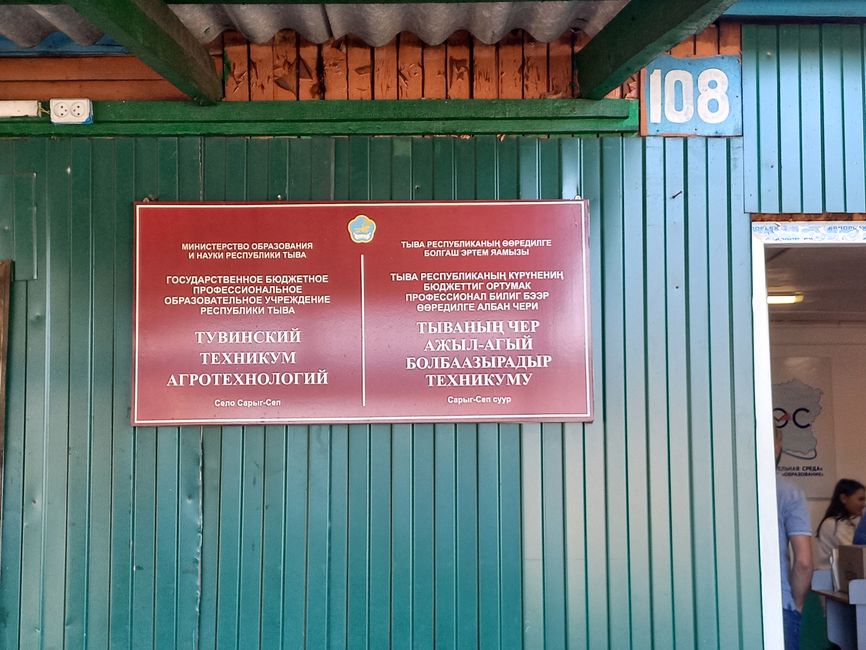 108
МИНИСТЕРСТВО ОБРАЗОВАНИЯ
И НАУКИ РЕСПУБЛИКИ ТЫВА
ГОСУДАРСТВЕННОЕ БЮДЖЕТНОЕ
ПРОФЕССИОНАЛЬНОЕ
ОБРАЗОВАТЕЛЬНОЕ УЧРЕЖДЕНИЕ
РЕСПУБЛИКИ ТЫВА
ТУВИНСКИЙ
ТЕХНИКУМ
АГРОТЕХНОЛОГИЙ
Село Сарыг-Сеп
ТЫВА РЕСПУБЛИКАНЫҢ ӨӨРЕДИЛГЕ
БОЛГАШ ЭРТЕМ ЯАМЫЗЫ
ТЫВА РЕСПУБЛИКАНЫҢ КҮРҮНЕНИҢ
БЮДЖЕТТИГ ОРТУМАК
ПРОФЕССИОНАЛ БИЛИГ БЭЭР
ӨӨРЕДИЛГЕ АЛБАН ЧЕРИ
ТЫВАНЫҢ ЧЕР
АЖЫЛ-АГЫЙ
БОЛБААЗЫРАДЫР
ТЕХНИКУМУ
Сарыг-Сеп суур
СРЕДА»
«ОБРАЗОВАНИЕ»